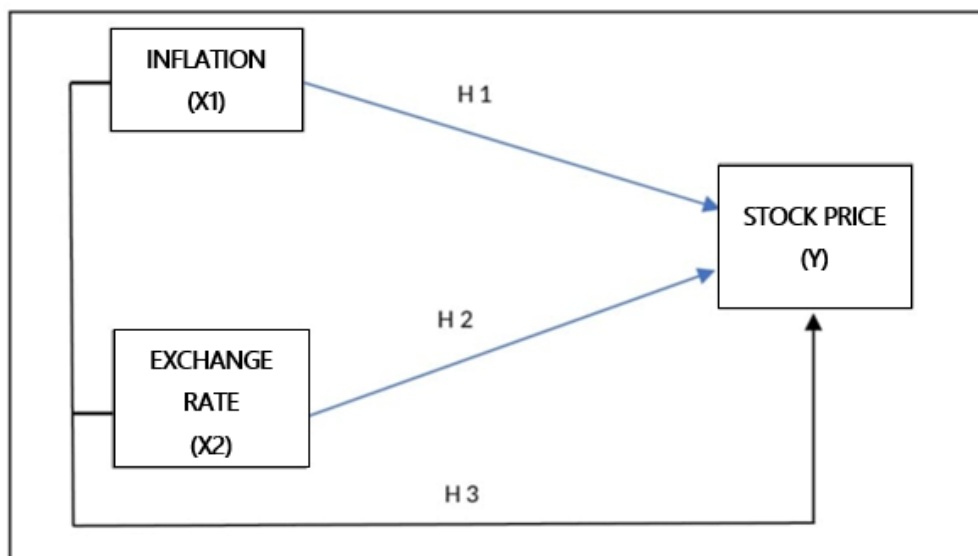 INFLATION
(X1)
H 1
STOCK PRICE
(Y)
H 2
EXCHANGE
RATE
(X2)
H 3